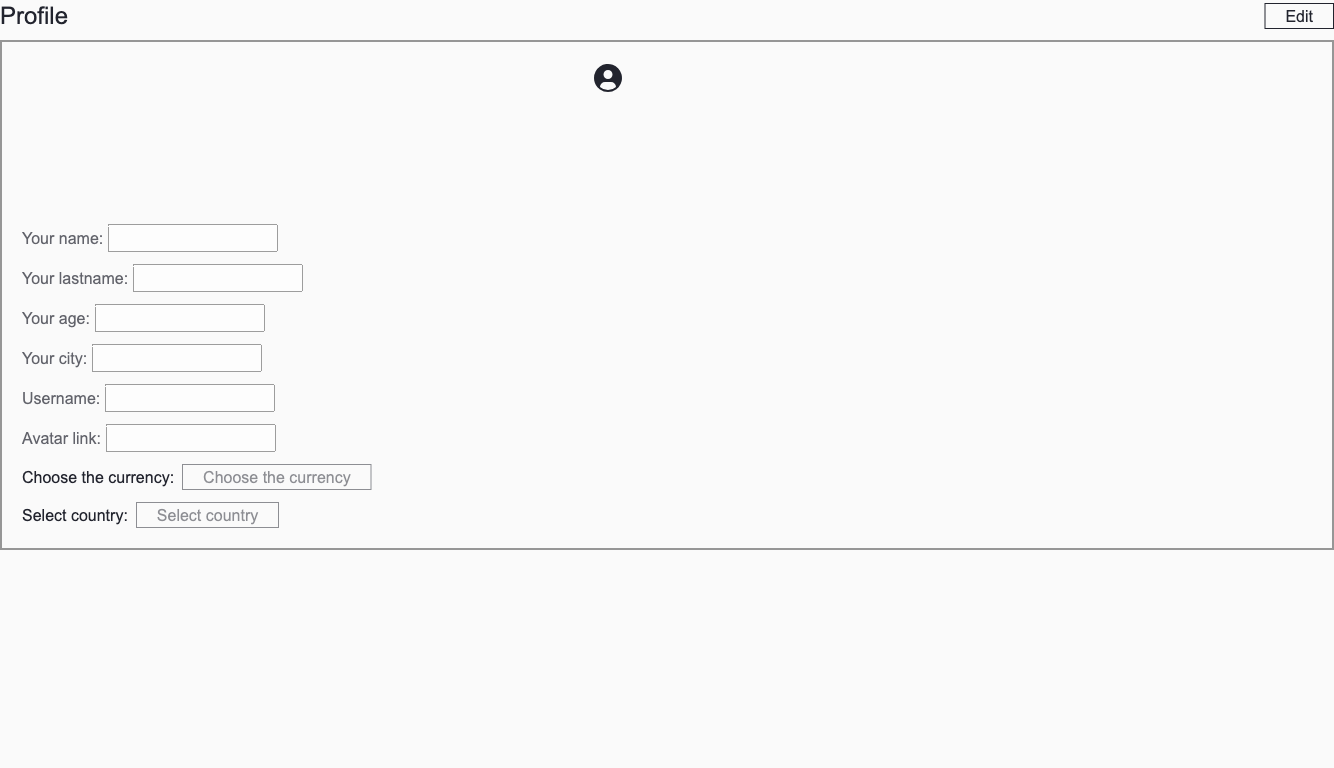 Profile
Edit
Your name:
Your lastname:
Your age:
Your city:
Username:
Avatar link:
Choose the currency: Choose the currency
Select country: Select country